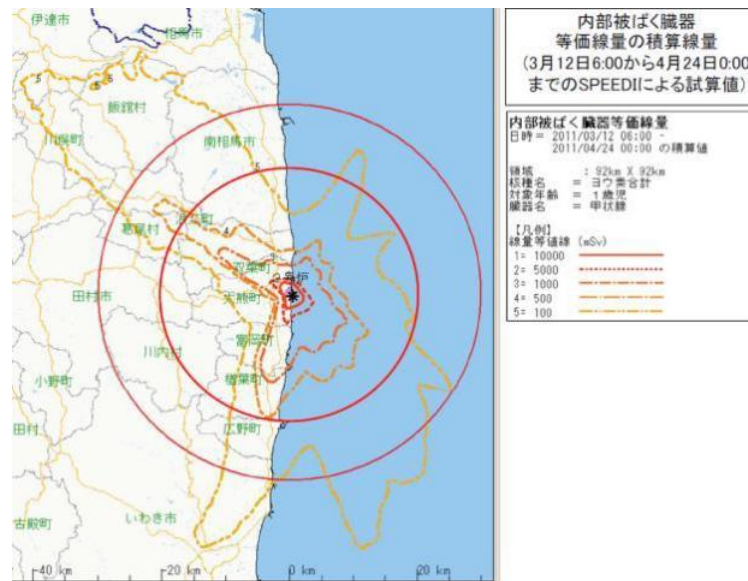 伊達市
相馬市
飯舘村
川俣町
南相馬市
浪江町
葛尾村
双葉町
田村市
大熊町
富岡町
川内村
楢葉町
小野町
広野町
田村
いわき市
古殿町
-40 km
-20 km
0 km
20 km
内部被ばく臓器
等価線量の積算線量
(3月12日6:00から4月24日0:00
までのSPEEDIによる試算値)
内部被ばく臓器等価線量
日時 = 2011/03/12 06:00 -
2011/04/24 00:00 の積算値
領域 : 92km X 92km
核種名 = ヨウ素合計
対象年齢 = 1歳児
臓器名 = 甲状腺
【凡例】
線量等値線 (mSv)
1= 10000
2= 5000
3= 1000
4= 500
5= 100